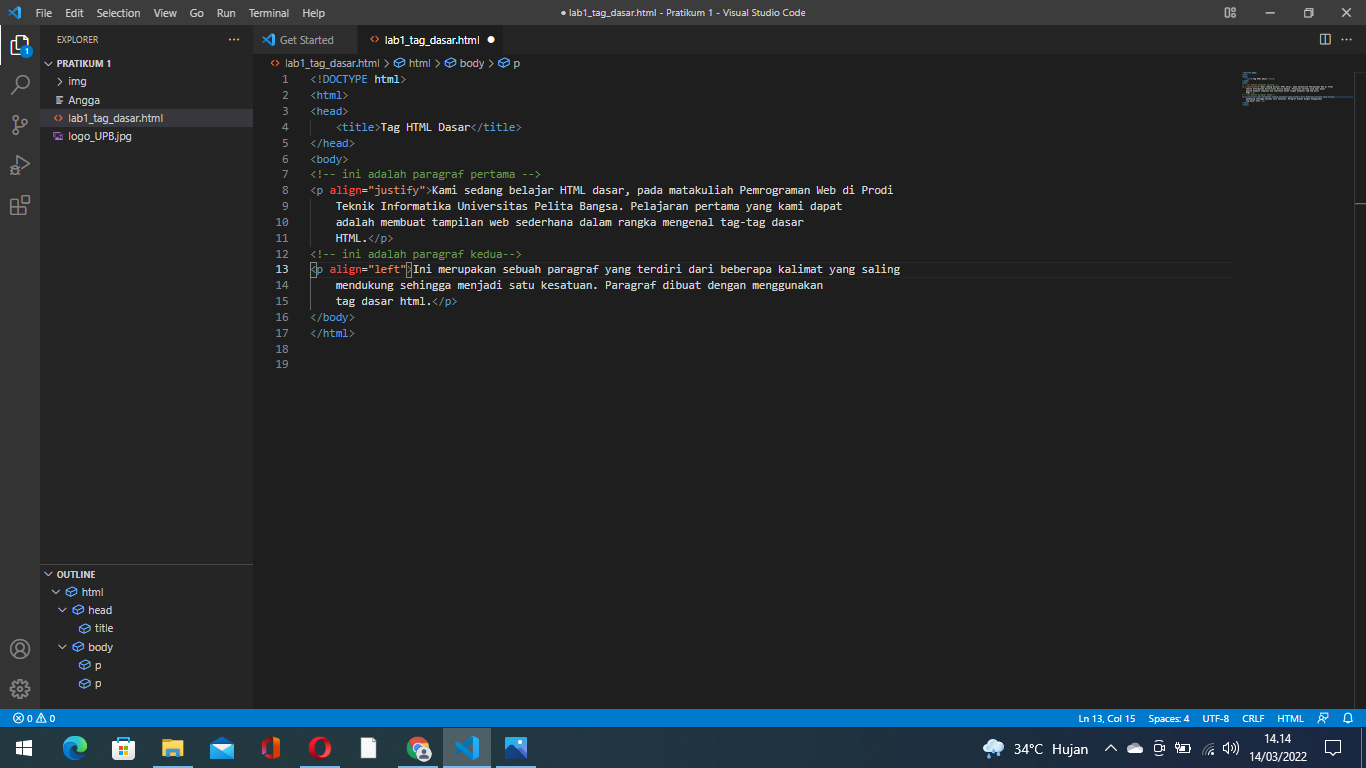 File Edit Selection View Go Run Terminal Help
● lab1_tag_dasar.html - Pratikum 1 - Visual Studio Code
EXPLORER
PRATIKUM 1
img
Angga
lab1_tag_dasar.html
logo_UPB.jpg
Get Started
lab1_tag_dasar.html
lab1_tag_dasar.html > html > body > p
1 <!DOCTYPE html>
2 <html>
3 <head>
4 <title>Tag HTML Dasar</title>
5 </head>
6 <body>
7 <!-- ini adalah paragraf pertama -->
8 <p align="justify">Kami sedang belajar HTML dasar, pada matakuliah Pemrograman Web di Prodi
9 Teknik Informatika Universitas Pelita Bangsa. Pelajaran pertama yang kami dapat
10 adalah membuat tampilan web sederhana dalam rangka mengenal tag-tag dasar
11 HTML.</p>
12 <!-- ini adalah paragraf kedua-->
13 <p align="left">Ini merupakan sebuah paragraf yang terdiri dari beberapa kalimat yang saling
14 mendukung sehingga menjadi satu kesatuan. Paragraf dibuat dengan menggunakan
15 tag dasar html.</p>
16 </body>
17 </html>
18
19
OUTLINE
html
head
title
body
p
p
1
0 0
Ln 13, Col 15 Spaces: 4 UTF-8 CRLF HTML
34°C Hujan
14.14
14/03/2022